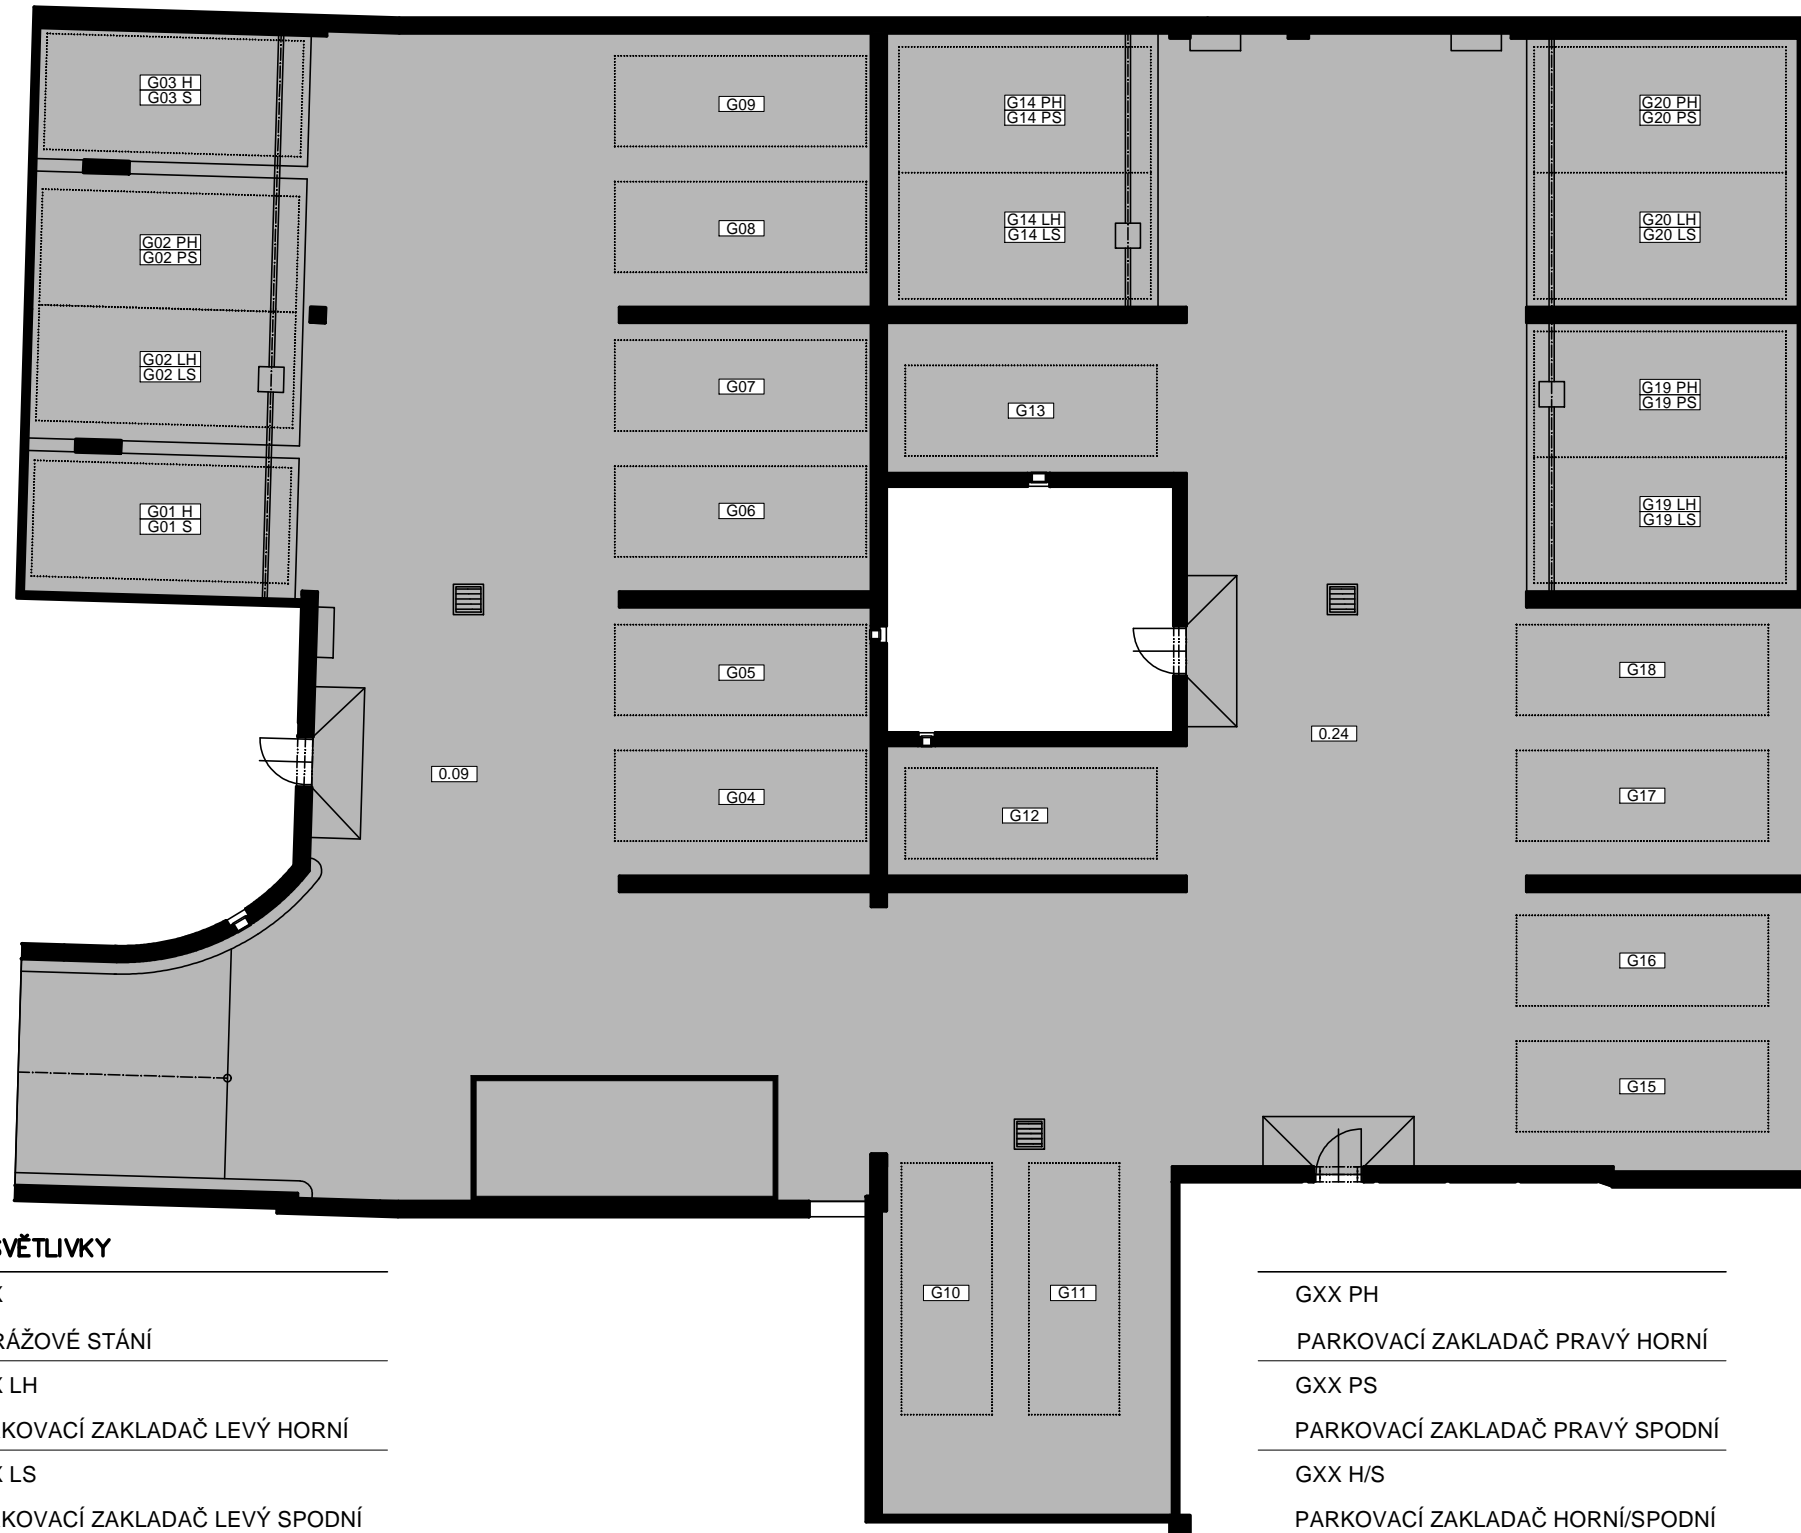 G03 H
G03 S
G09
G14 PH
G14 PS
G20 PH
G20 PS
G02 PH
G02 PS
G08
G14 LH
G14 LS
G20 LH
G20 LS
G02 LH
G02 LS
G07
G13
G19 PH
G19 PS
G01 H
G01 S
G06
G19 LH
G19 LS
G05
G18
0.09
0.24
G04
G12
G17
G16
G15
G10
G11
SVĚTLIVKY
X
RÁŽOVÉ STÁNÍ
X LH
RKOVACÍ ZAKLADAČ LEVÝ HORNÍ
X LS
RKOVACÍ ZAKLADAČ LEVÝ SPODNÍ
GXX PH
PARKOVACÍ ZAKLADAČ PRAVÝ HORNÍ
GXX PS
PARKOVACÍ ZAKLADAČ PRAVÝ SPODNÍ
GXX H/S
PARKOVACÍ ZAKLADAČ HORNÍ/SPODNÍ